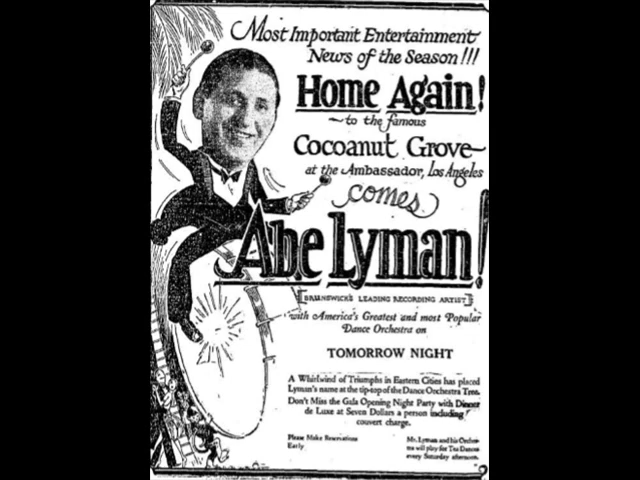 Most Important Entertainment
News of the Season!!!
Home Again!
to the famous
Cocoanut Grove
at the Ambassador, Los Angeles
comes
Abe Lyman!
BRUNSWICK'S LEADING RECORDING ARTIST
with America's Greatest and most Popular
Dance Orchestra on
TOMORROW NIGHT
A Whirlwind of Triumphs in Eastern Cities has placed
Lyman's name at the tip-top of the Dance Orchestra Tree.
Don't Miss the Gala Opening Night Party with Dinner
de Luxe at Seven Dollars a person including
couvert charge.
Please Make Reservations
Early
Mr. Lyman and his Orches-
tra will play for Tea Dances
every Saturday afternoon.